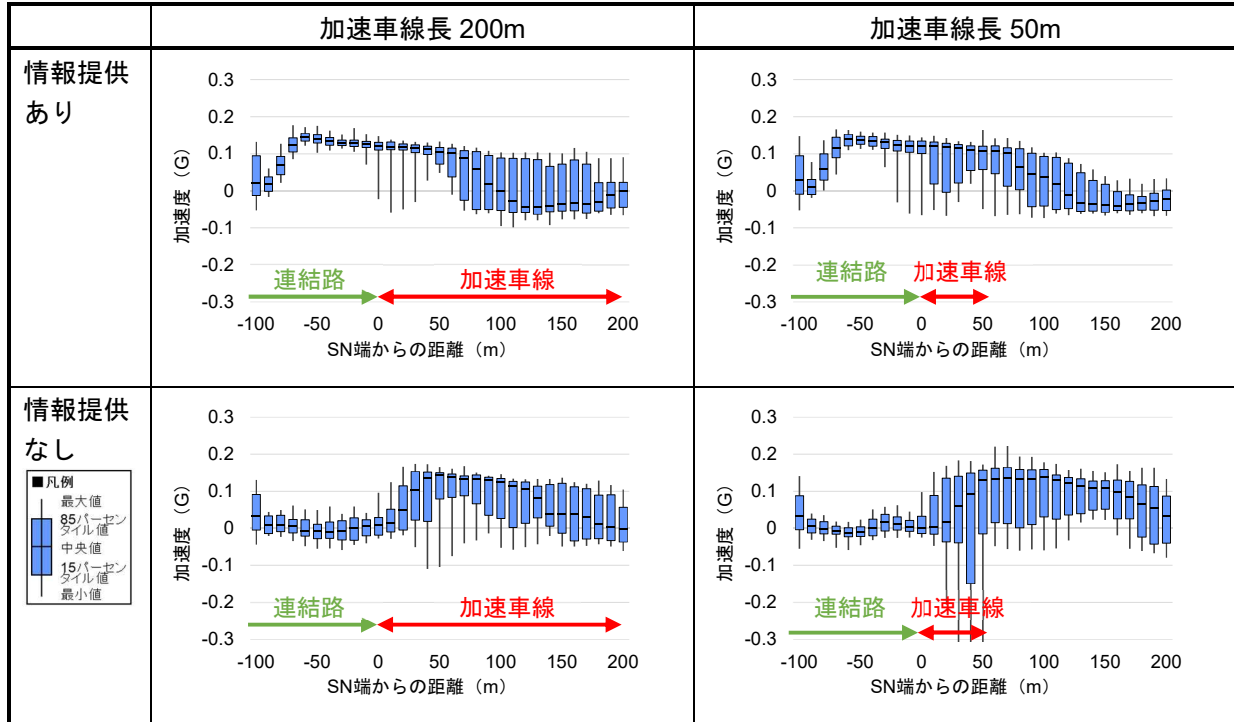 加速車線長 200m
加速車線長 50m
情報提供
あり
0.3
0.2
0.1
0
-0.1
-0.2
-0.3
加速度（G）
連結路
加速車線
-100 -50 0 50 100 150 200
SN端からの距離（m）
0.3
0.2
0.1
0
-0.1
-0.2
-0.3
加速度（G）
連結路
加速車線
-100 -50 0 50 100 150 200
SN端からの距離（m）
情報提供
なし
■凡例
最大値
85パーセン
タイル値
中央値
15パーセン
タイル値
最小値
0.3
0.2
0.1
0
-0.1
-0.2
-0.3
加速度（G）
連結路
加速車線
-100 -50 0 50 100 150 200
SN端からの距離（m）
0.3
0.2
0.1
0
-0.1
-0.2
-0.3
加速度（G）
連結路
加速車線
-100 -50 0 50 100 150 200
SN端からの距離（m）